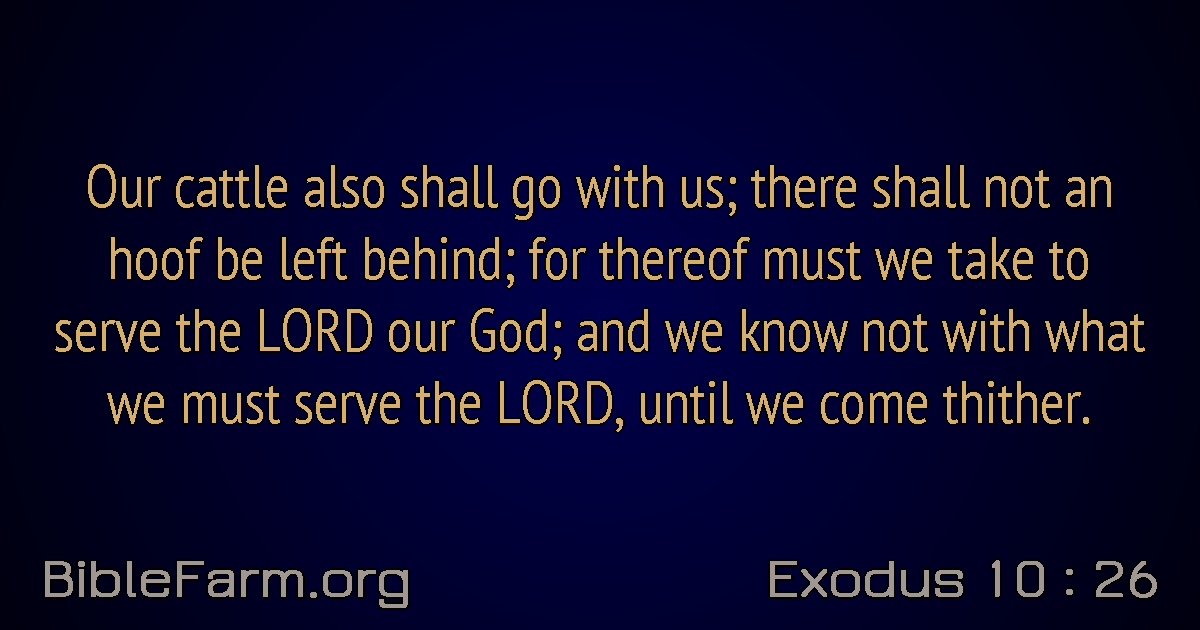 Our cattle also shall go with us; there shall not an
hoof be left behind; for thereof must we take to
serve the LORD our God; and we know not with what
we must serve the LORD, until we come thither.
BibleFarm.org
Exodus 10 : 26